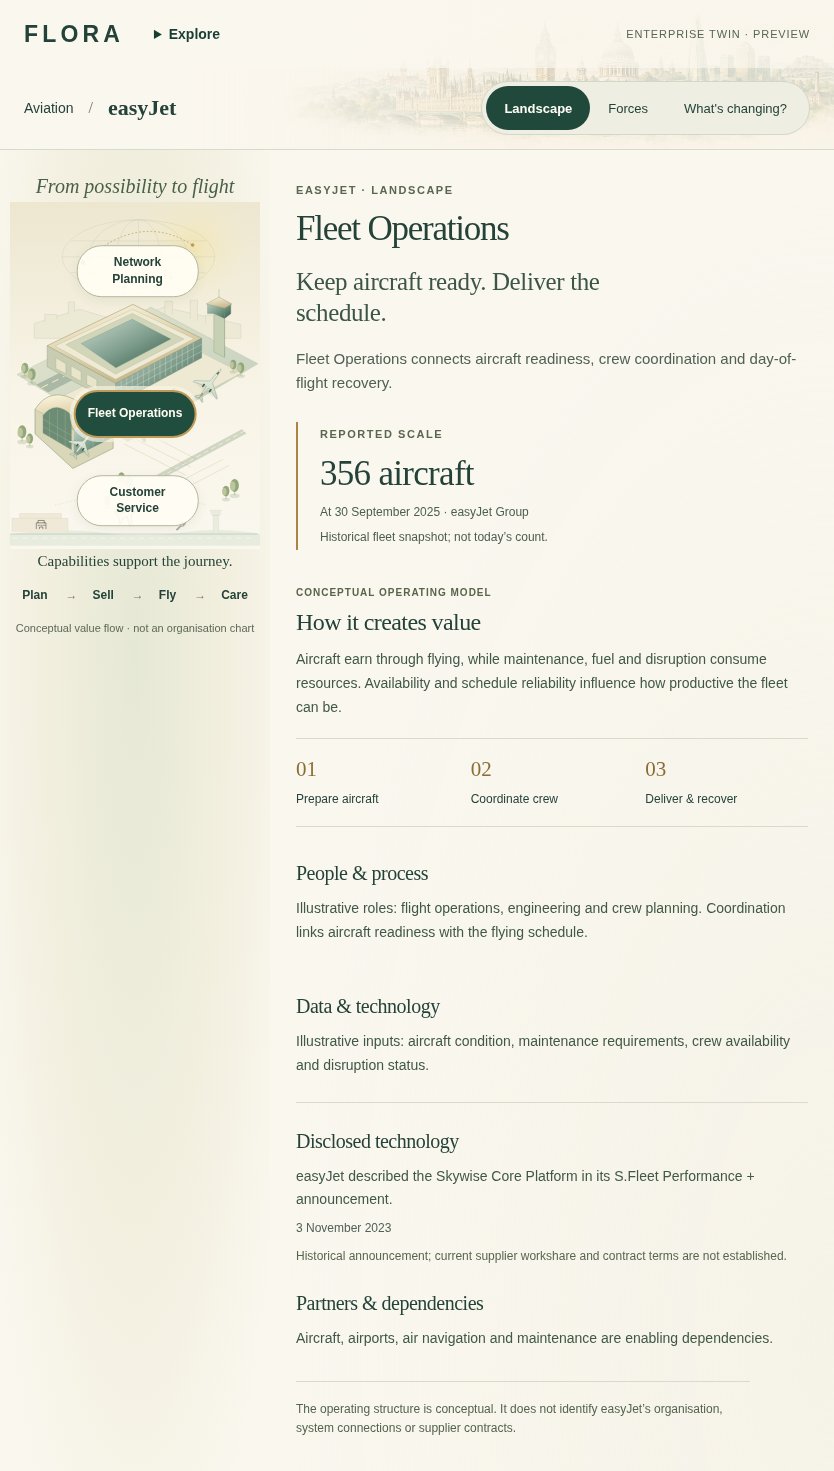 FLORA
▶ Explore
ENTERPRISE TWIN · PREVIEW
Aviation / easyJet
Landscape
Forces
What's changing?
From possibility to flight
Network
Planning
Fleet Operations
Customer
Service
Capabilities support the journey.
Plan → Sell → Fly → Care
Conceptual value flow · not an organisation chart
EASYJET · LANDSCAPE
Fleet Operations
Keep aircraft ready. Deliver the
schedule.
Fleet Operations connects aircraft readiness, crew coordination and day-of-
flight recovery.
REPORTED SCALE
356 aircraft
At 30 September 2025 · easyJet Group
Historical fleet snapshot; not today's count.
CONCEPTUAL OPERATING MODEL
How it creates value
Aircraft earn through flying, while maintenance, fuel and disruption consume
resources. Availability and schedule reliability influence how productive the fleet
can be.
01
Prepare aircraft
02
Coordinate crew
03
Deliver & recover
People & process
Illustrative roles: flight operations, engineering and crew planning. Coordination
links aircraft readiness with the flying schedule.
Data & technology
Illustrative inputs: aircraft condition, maintenance requirements, crew availability
and disruption status.
Disclosed technology
easyJet described the Skywise Core Platform in its S.Fleet Performance +
announcement.
3 November 2023
Historical announcement; current supplier workshare and contract terms are not established.
Partners & dependencies
Aircraft, airports, air navigation and maintenance are enabling dependencies.
The operating structure is conceptual. It does not identify easyJet's organisation,
system connections or supplier contracts.